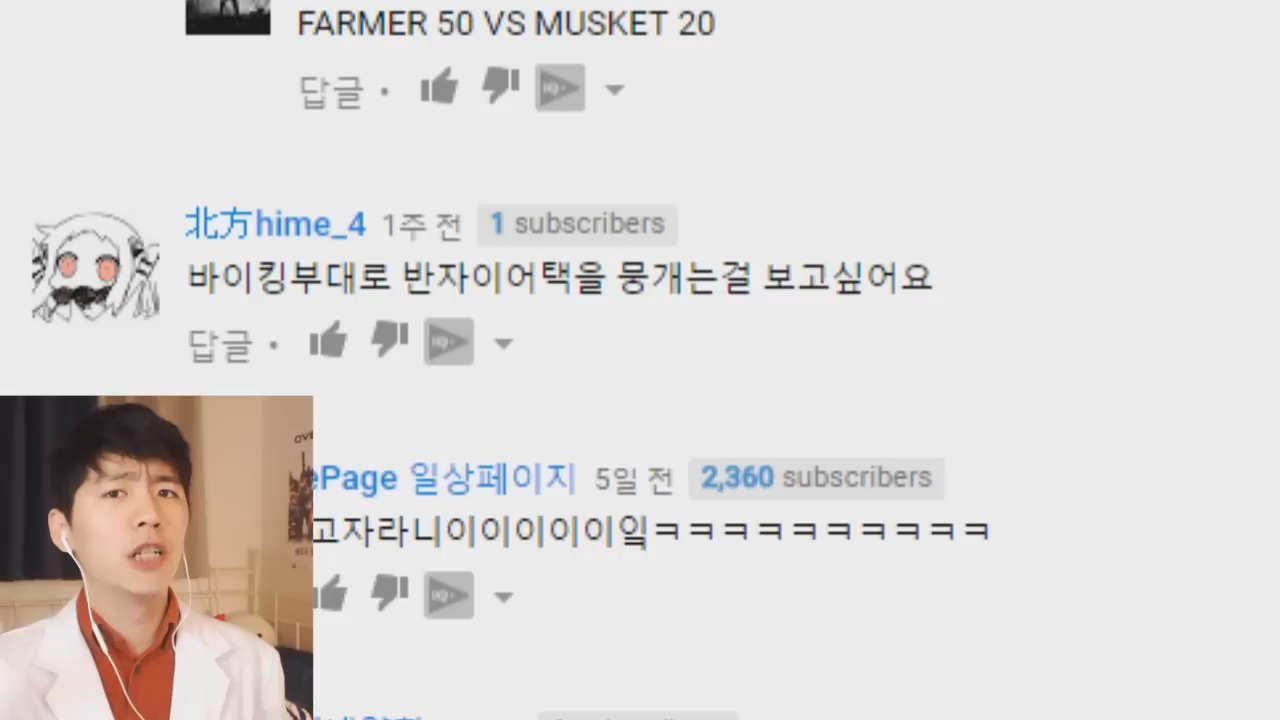 FARMER 50 VS MUSKET 20
답글 •
北方hime_4 1주 전 1 subscribers
바이킹부대로 반자이어택을 뭉개는걸 보고싶어요
답글 •
ePage 일상페이지 5일 전 2,360 subscribers
고자라니이이이이이잌ㅋㅋㅋㅋㅋㅋㅋㅋㅋㅋ